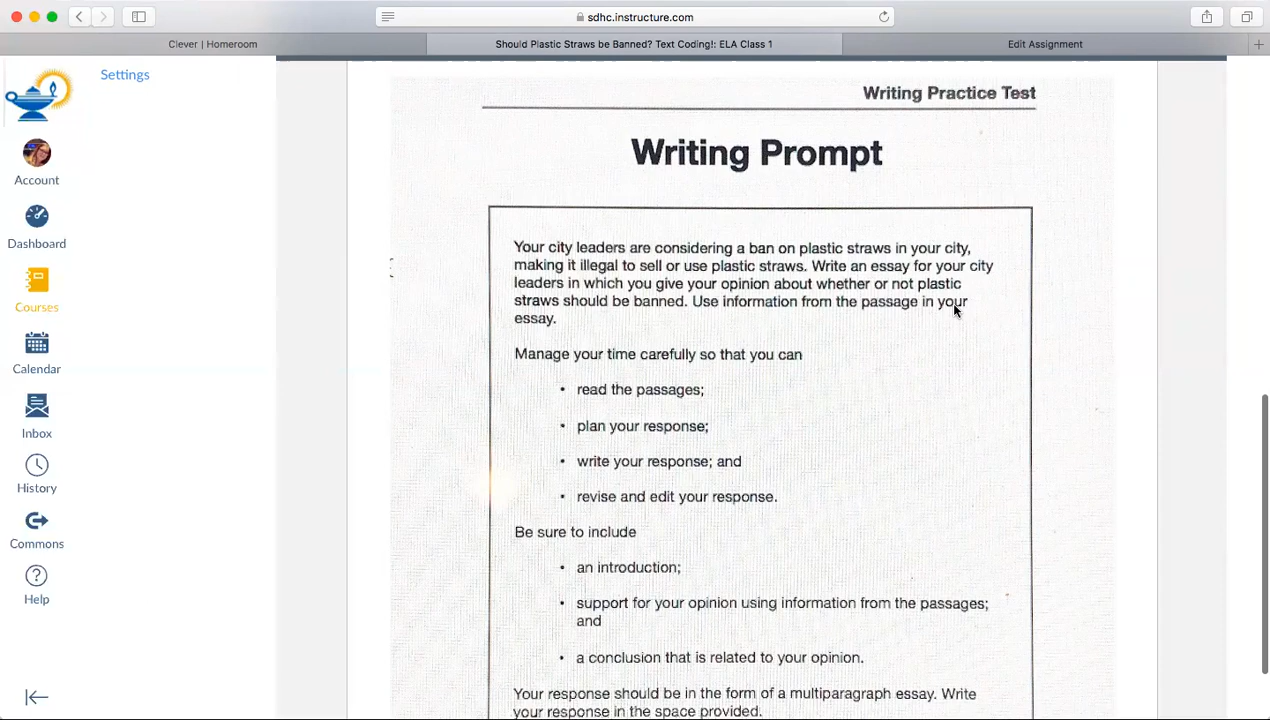 sdhc.instructure.com
Clever | Homeroom
Should Plastic Straws be Banned? Text Coding!: ELA Class 1
Edit Assignment
Settings
Account
Dashboard
Courses
Calendar
Inbox
History
Commons
Help
Writing Practice Test
Writing Prompt
Your city leaders are considering a ban on plastic straws in your city,
making it illegal to sell or use plastic straws. Write an essay for your city
leaders in which you give your opinion about whether or not plastic
straws should be banned. Use information from the passage in your
essay.
Manage your time carefully so that you can
• read the passages;
• plan your response;
• write your response; and
• revise and edit your response.
Be sure to include
• an introduction;
• support for your opinion using information from the passages;
and
• a conclusion that is related to your opinion.
Your response should be in the form of a multiparagraph essay. Write
your response in the space provided.